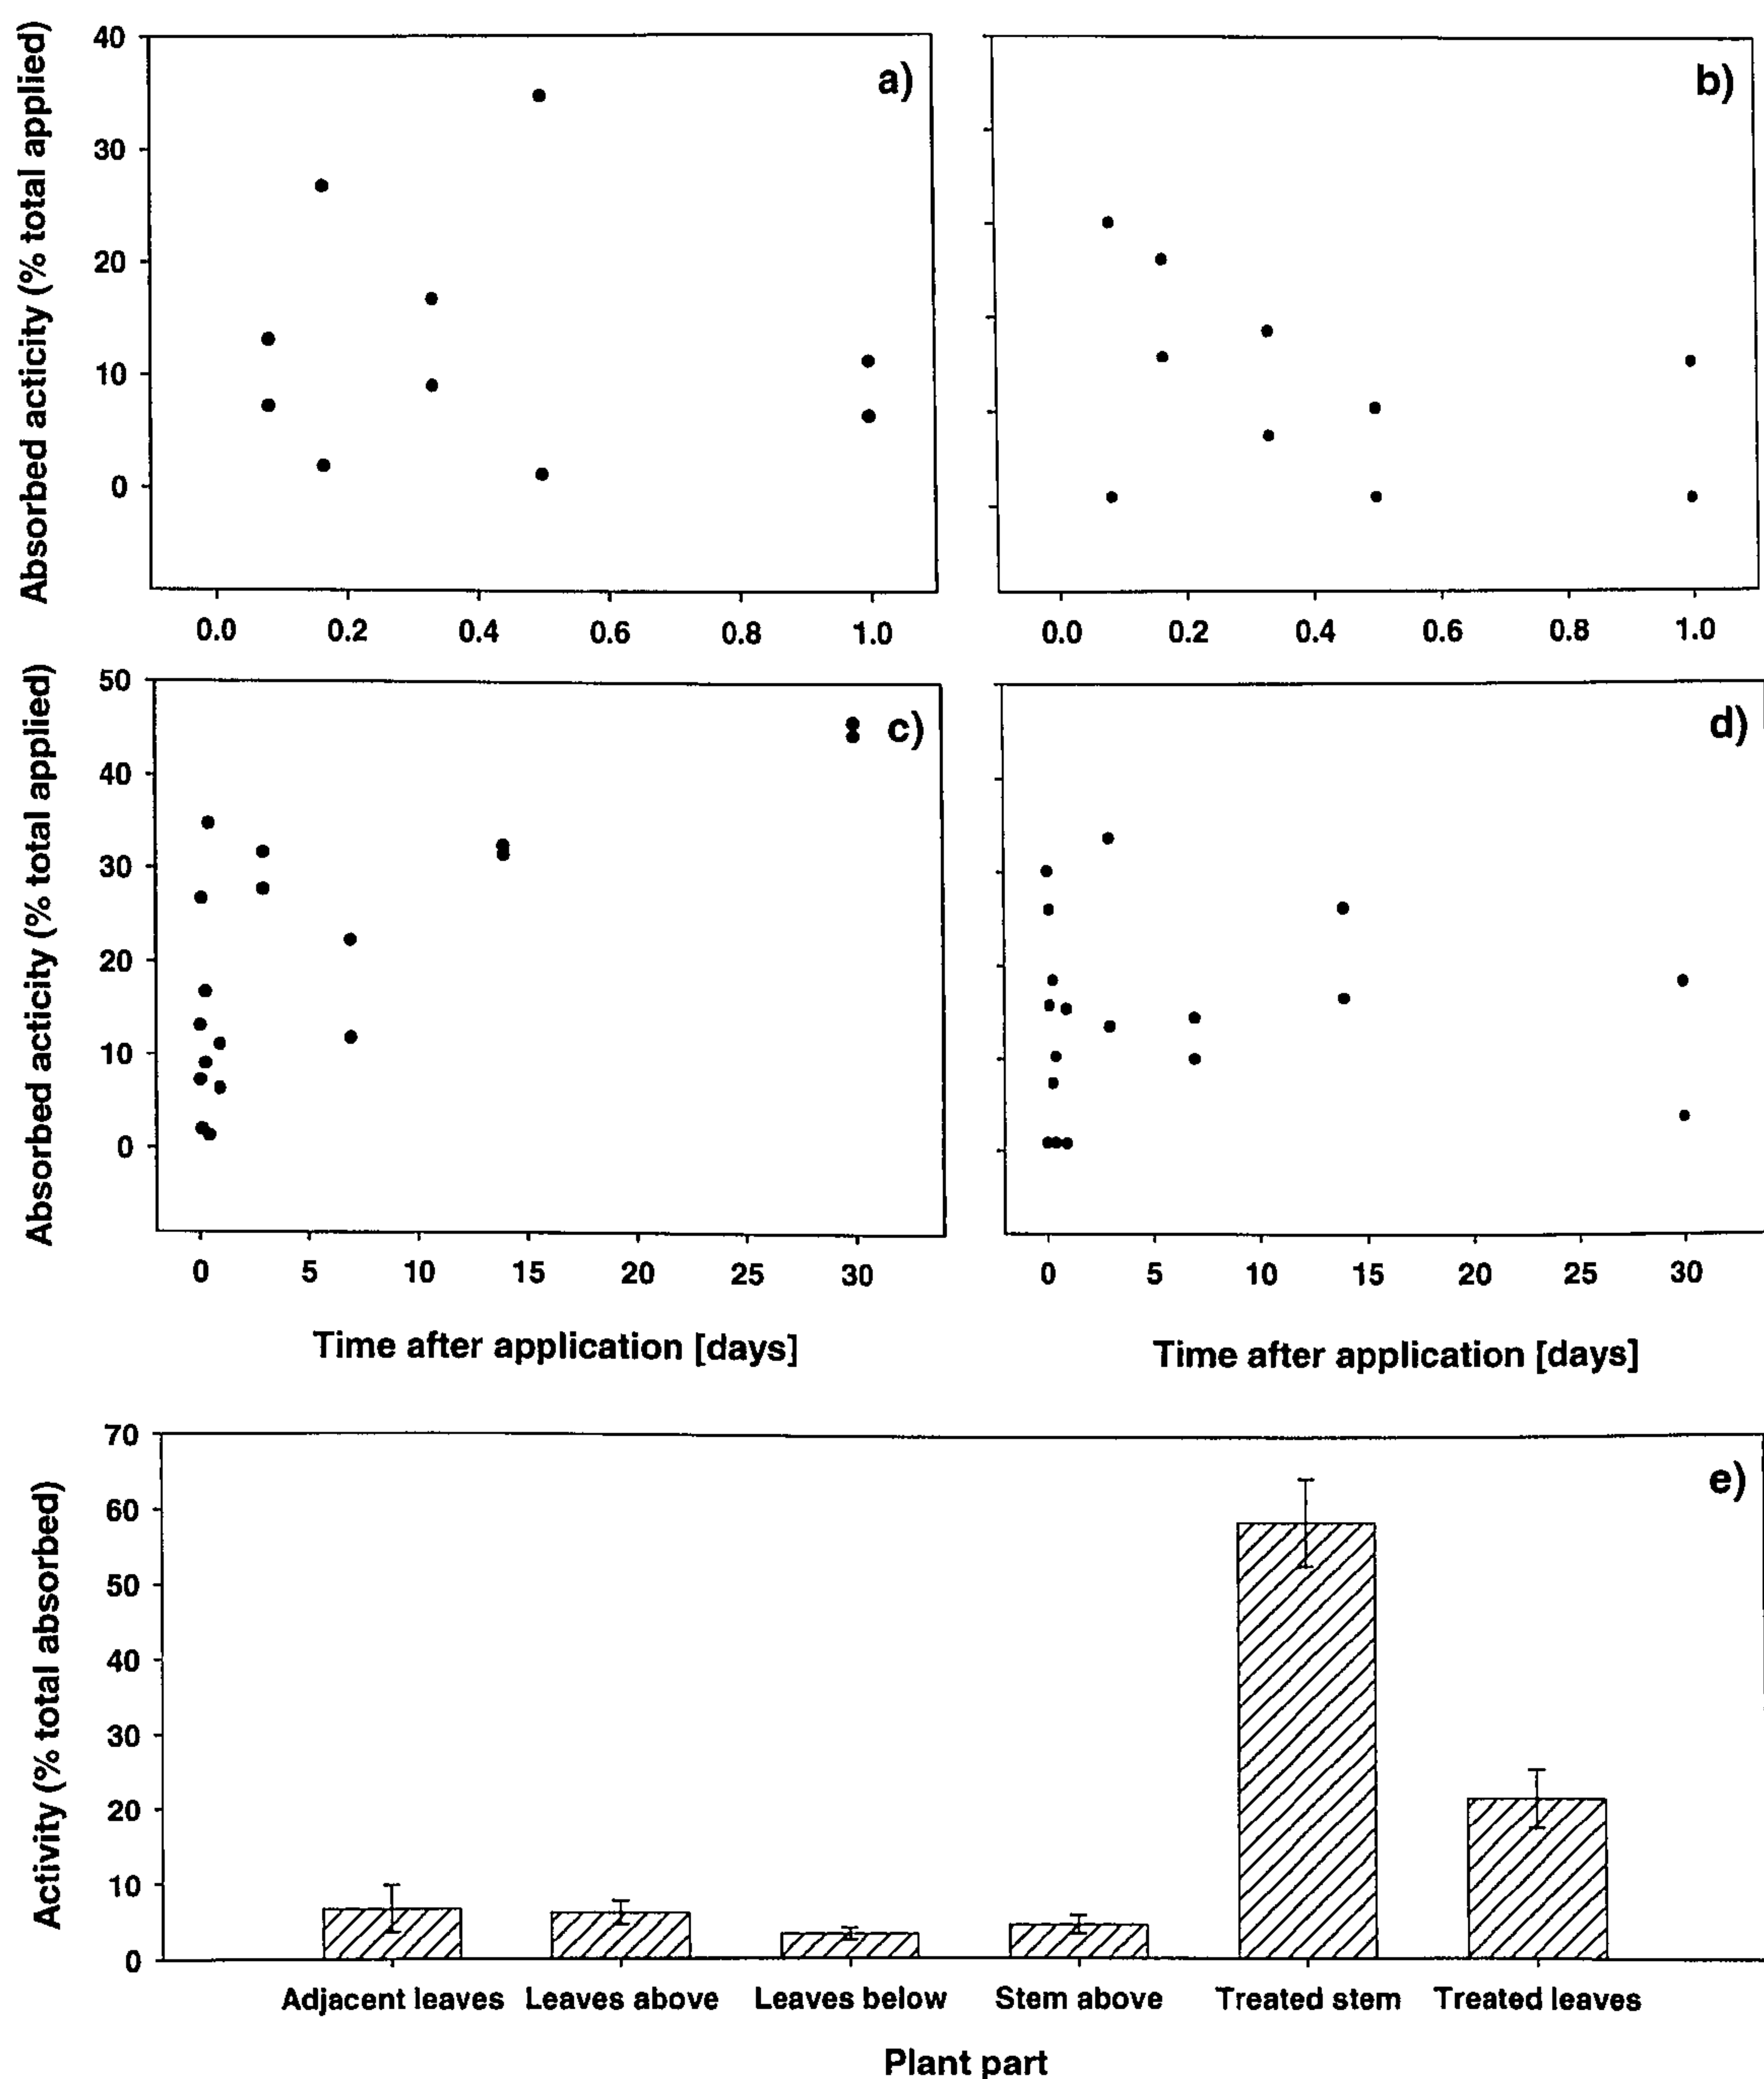 Absorbed acticity (% total applied)
40
30
20
10
0
a)
0.0 0.2 0.4 0.6 0.8 1.0
b)
0.0 0.2 0.4 0.6 0.8 1.0
Absorbed acticity (% total applied)
50
40
30
20
10
0
c)
0 5 10 15 20 25 30
Time after application [days]
d)
0 5 10 15 20 25 30
Time after application [days]
Activity (% total absorbed)
70
60
50
40
30
20
10
0
e)
Adjacent leaves Leaves above Leaves below Stem above Treated stem Treated leaves
Plant part